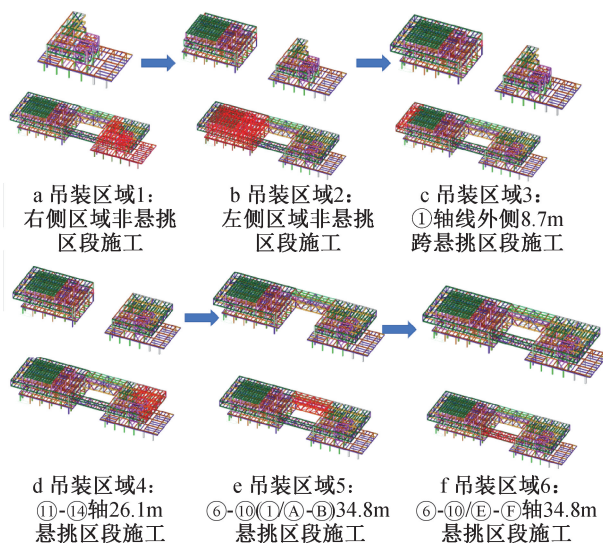 a 吊装区域1:
右侧区域非悬挑
区段施工
b 吊装区域2:
左侧区域非悬挑
区段施工
c 吊装区域3:
①轴线外侧8.7m
跨悬挑区段施工
d 吊装区域4:
⑪-⑭轴26.1m
悬挑区段施工
e 吊装区域5:
⑥-⑩(①/Ⓐ-Ⓑ)34.8m
悬挑区段施工
f 吊装区域6:
⑥-⑩/Ⓔ-Ⓕ轴34.8m
悬挑区段施工